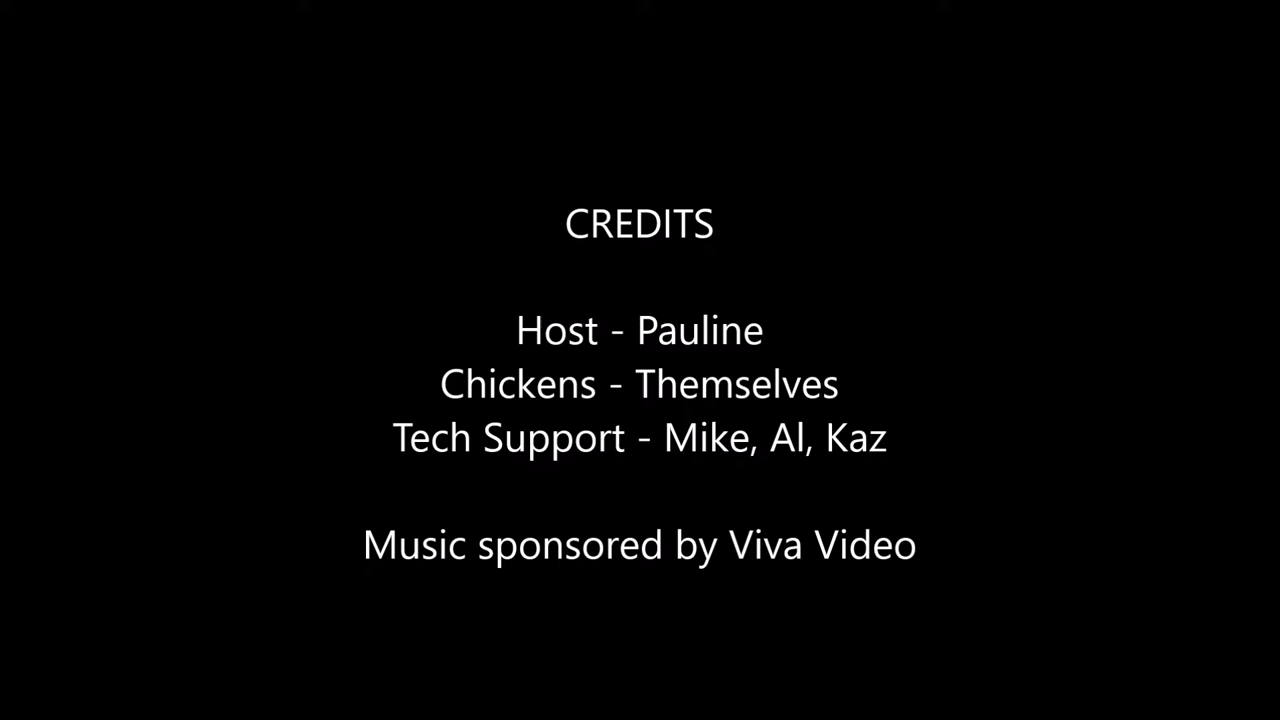 CREDITS
Host - Pauline
Chickens - Themselves
Tech Support - Mike, Al, Kaz
Music sponsored by Viva Video